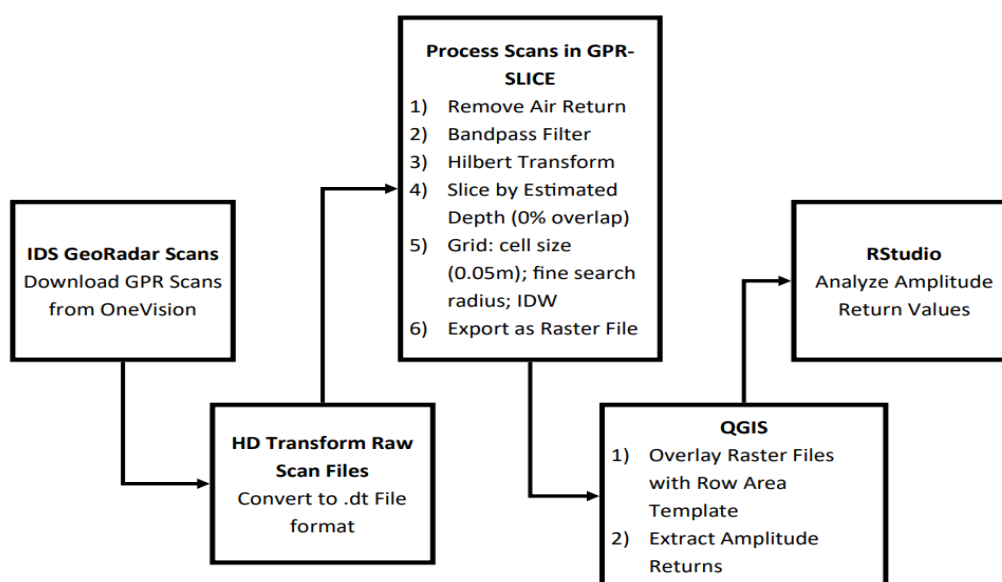 IDS GeoRadar Scans
Download GPR Scans
from OneVision
HD Transform Raw
Scan Files
Convert to .dt File
format
Process Scans in GPR-
SLICE
1) Remove Air Return
2) Bandpass Filter
3) Hilbert Transform
4) Slice by Estimated
Depth (0% overlap)
5) Grid: cell size
(0.05m); fine search
radius; IDW
6) Export as Raster File
QGIS
1) Overlay Raster Files
with Row Area
Template
2) Extract Amplitude
Returns
RStudio
Analyze Amplitude
Return Values